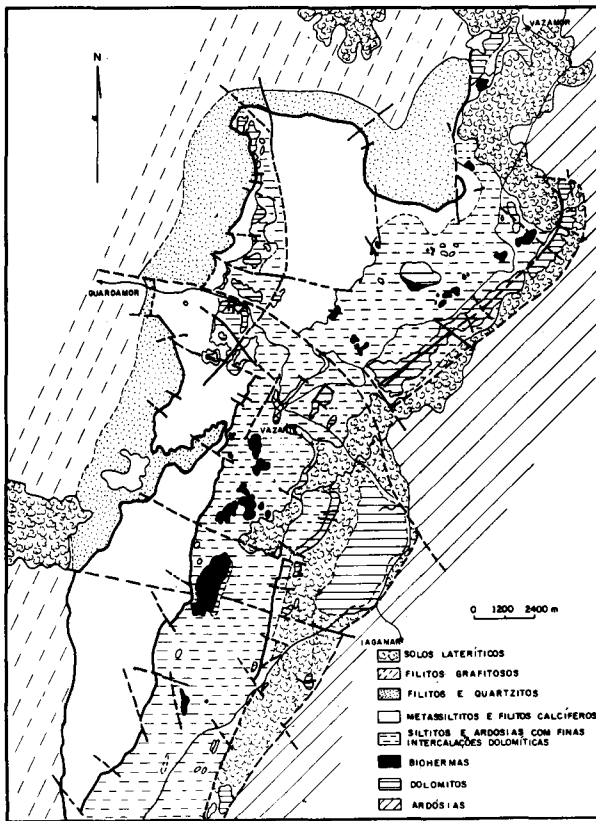 VAZAMOR
N
GUARDAMOR
VAZANTE
0 1200 2400 m
LAGAMAR
SOLOS LATERÍTICOS
FILITOS GRAFITOSOS
FILITOS E QUARTZITOS
METASSILTITOS E FILITOS CALCÍFEROS
SILTITOS E ARDÓSIAS COM FINAS
INTERCALAÇÕES DOLOMÍTICAS
BIOHERMAS
DOLOMITOS
ARDÓSIAS